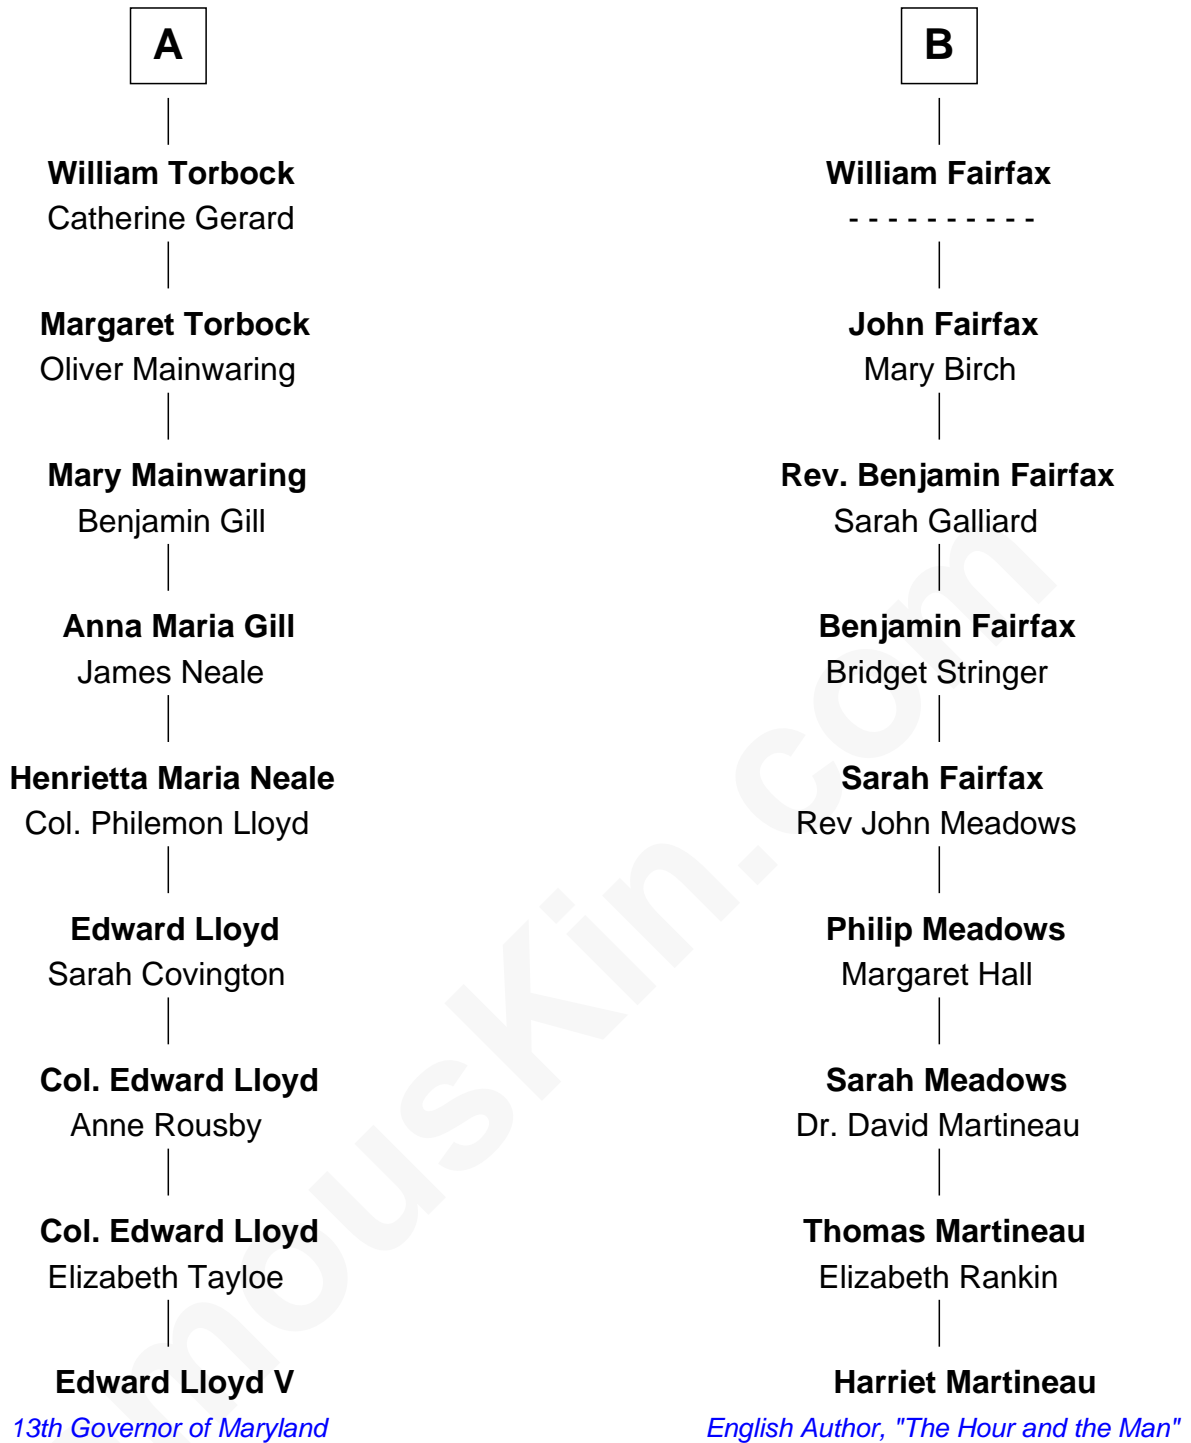 A
William Torbock
Catherine Gerard
Margaret Torbock
Oliver Mainwaring
Mary Mainwaring
Benjamin Gill
Anna Maria Gill
James Neale
Henrietta Maria Neale
Col. Philemon Lloyd
Edward Lloyd
Sarah Covington
Col. Edward Lloyd
Anne Rousby
Col. Edward Lloyd
Elizabeth Tayloe
Edward Lloyd V
13th Governor of Maryland
B
William Fairfax
- - - - - - - - - -
John Fairfax
Mary Birch
Rev. Benjamin Fairfax
Sarah Galliard
Benjamin Fairfax
Bridget Stringer
Sarah Fairfax
Rev John Meadows
Philip Meadows
Margaret Hall
Sarah Meadows
Dr. David Martineau
Thomas Martineau
Elizabeth Rankin
Harriet Martineau
English Author, "The Hour and the Man"
mousKin.com